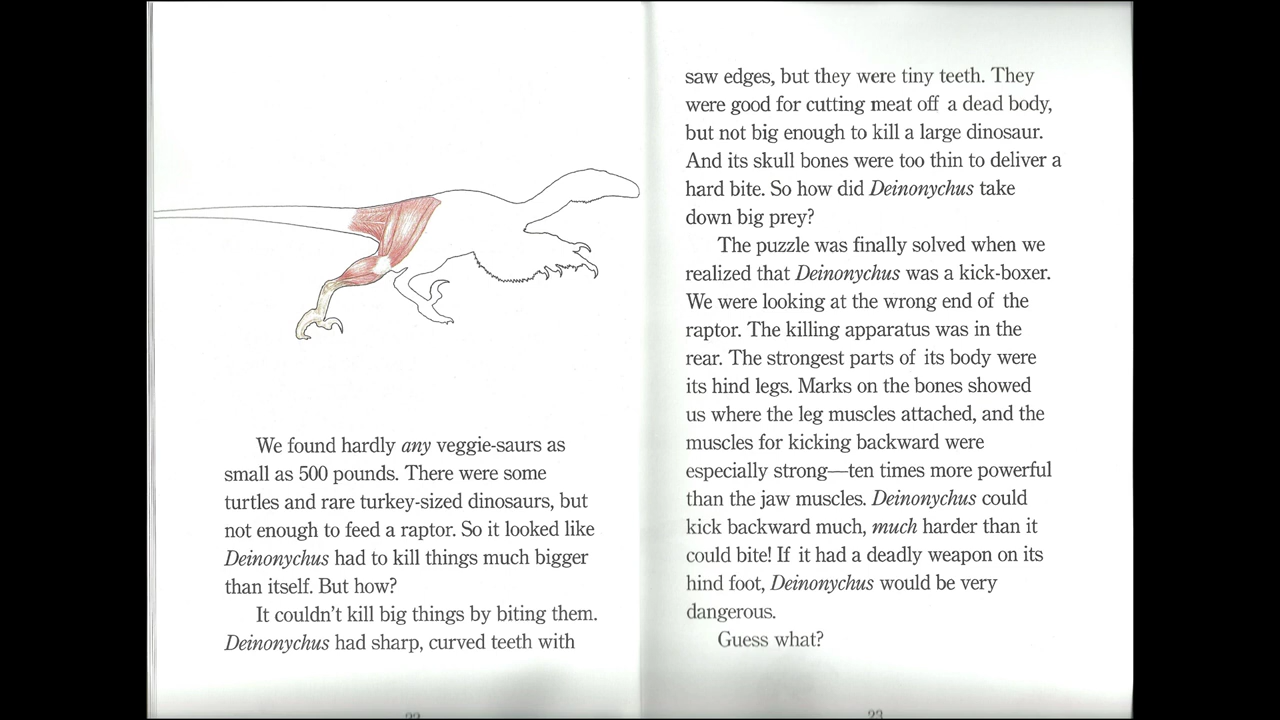 We found hardly any veggie-saurs as
small as 500 pounds. There were some
turtles and rare turkey-sized dinosaurs, but
not enough to feed a raptor. So it looked like
Deinonychus had to kill things much bigger
than itself. But how?
It couldn't kill big things by biting them.
Deinonychus had sharp, curved teeth with
saw edges, but they were tiny teeth. They
were good for cutting meat off a dead body,
but not big enough to kill a large dinosaur.
And its skull bones were too thin to deliver a
hard bite. So how did Deinonychus take
down big prey?
The puzzle was finally solved when we
realized that Deinonychus was a kick-boxer.
We were looking at the wrong end of the
raptor. The killing apparatus was in the
rear. The strongest parts of its body were
its hind legs. Marks on the bones showed
us where the leg muscles attached, and the
muscles for kicking backward were
especially strong—ten times more powerful
than the jaw muscles. Deinonychus could
kick backward much, much harder than it
could bite! If it had a deadly weapon on its
hind foot, Deinonychus would be very
dangerous.
Guess what?
23